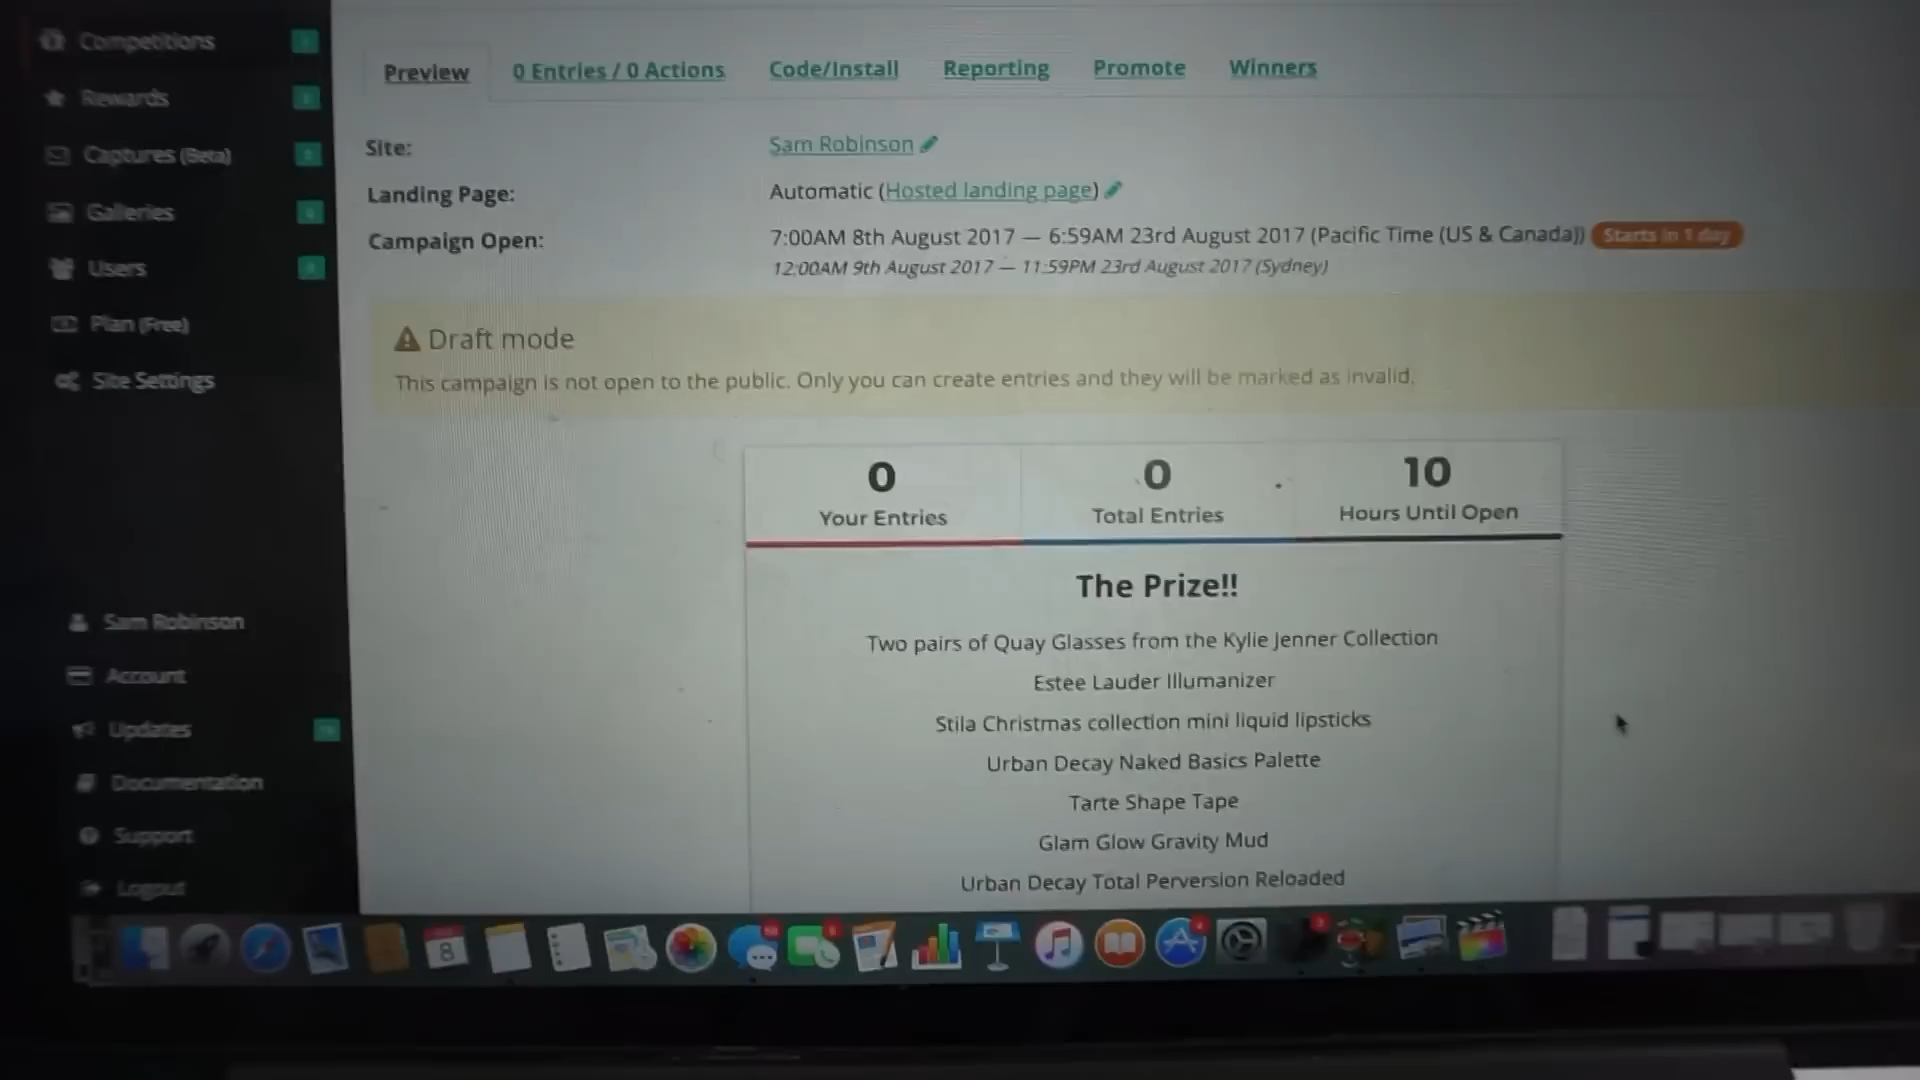 Competitions
Rewards
Captures (Beta)
Galleries
Users
Plan (Free)
Site Settings
Sam Robinson
Account
Updates
Documentation
Support
Logout
Preview
0 Entries / 0 Actions
Code/Install
Reporting
Promote
Winners
Site:
Sam Robinson
Landing Page:
Automatic (Hosted landing page)
Campaign Open:
7:00AM 8th August 2017 — 6:59AM 23rd August 2017 (Pacific Time (US & Canada)) Starts in 1 day
12:00AM 9th August 2017 — 11:59PM 23rd August 2017 (Sydney)
Draft mode
This campaign is not open to the public. Only you can create entries and they will be marked as invalid.
0
Your Entries
0
Total Entries
10
Hours Until Open
The Prize!!
Two pairs of Quay Glasses from the Kylie Jenner Collection
Estee Lauder Illumanizer
Stila Christmas collection mini liquid lipsticks
Urban Decay Naked Basics Palette
Tarte Shape Tape
Glam Glow Gravity Mud
Urban Decay Total Perversion Reloaded
8